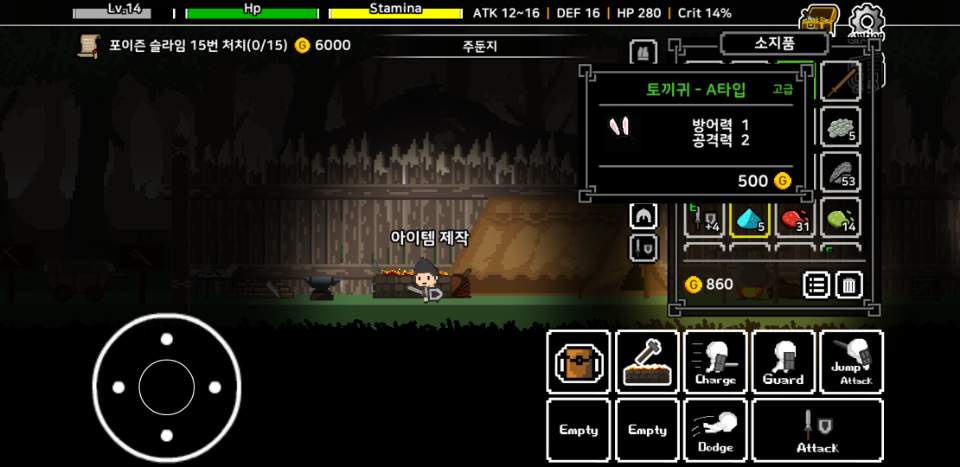 Lv.14
Hp
Stamina
ATK 12~16 | DEF 16 | HP 280 | Crit 14%
포이즌 슬라임 15번 처치(0/15) G 6000
주둔지
소지품
토끼귀 - A타입 고급
방어력 1
공격력 2
500 G
5
53
E
+4
5
31
14
G 860
아이템 제작
Charge
Guard
Jump
Attack
Empty
Empty
Dodge
Attack